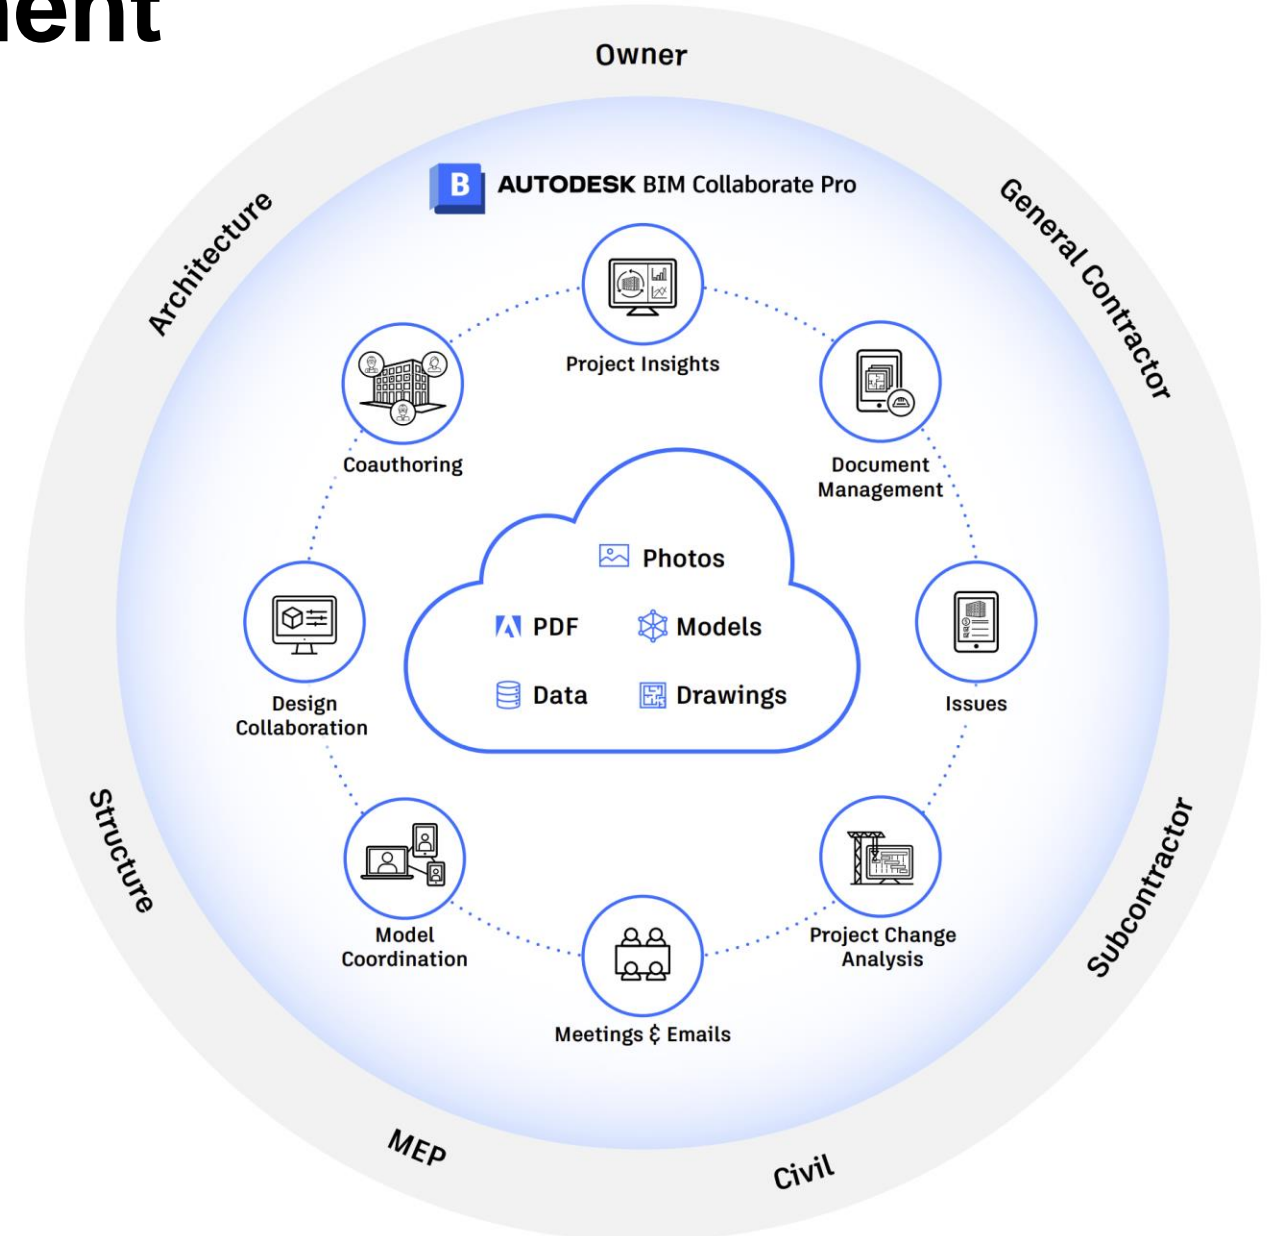 Owner
B AUTODESK BIM Collaborate Pro
Architecture
General Contractor
Project Insights
Coauthoring
Document
Management
Photos
PDF
Models
Data
Drawings
Design
Collaboration
Issues
Structure
Subcontractor
Model
Coordination
Project Change
Analysis
Meetings & Emails
MEP
Civil